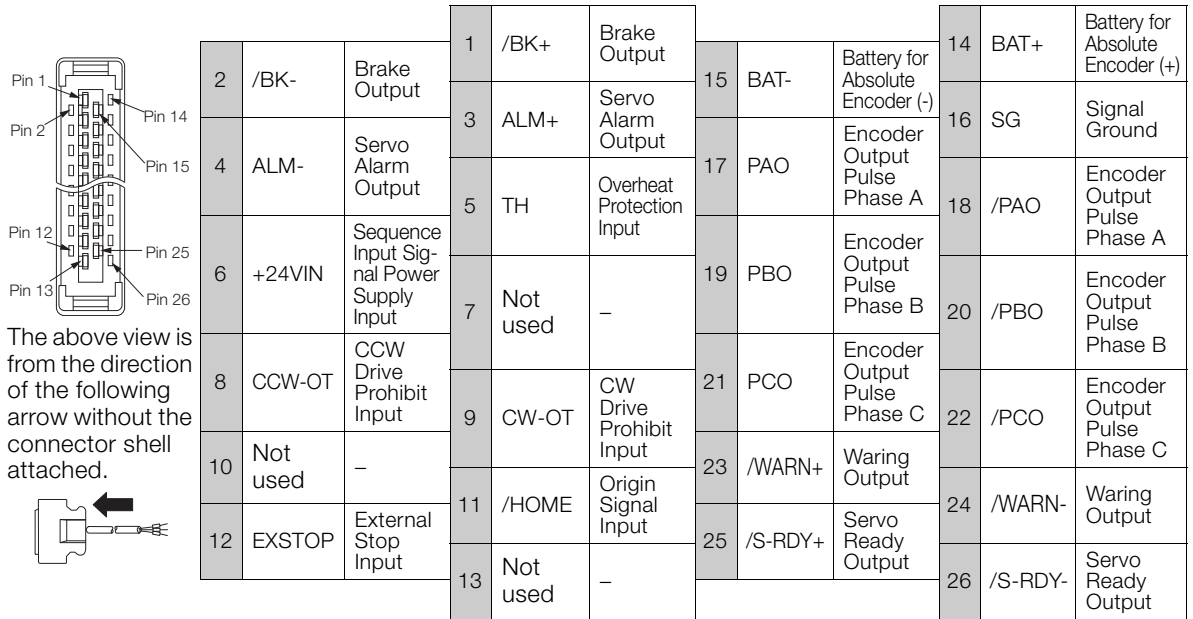 Pin 1
Pin 2
Pin 14
Pin 15
Pin 12
Pin 25
Pin 13
Pin 26
The above view is
from the direction
of the following
arrow without the
connector shell
attached.
2 /BK- Brake
Output
4 ALM- Servo
Alarm
Output
6 +24VIN Sequence
Input Sig-
nal Power
Supply
Input
8 CCW-OT CCW
Drive
Prohibit
Input
10 Not
used –
12 EXSTOP External
Stop
Input
1 /BK+ Brake
Output
3 ALM+ Servo
Alarm
Output
5 TH Overheat
Protection
Input
7 Not
used –
9 CW-OT CW
Drive
Prohibit
Input
11 /HOME Origin
Signal
Input
13 Not
used –
15 BAT- Battery for
Absolute
Encoder (-)
17 PAO Encoder
Output
Pulse
Phase A
19 PBO Encoder
Output
Pulse
Phase B
21 PCO Encoder
Output
Pulse
Phase C
23 /WARN+ Waring
Output
25 /S-RDY+ Servo
Ready
Output
14 BAT+ Battery for
Absolute
Encoder (+)
16 SG Signal
Ground
18 /PAO Encoder
Output
Pulse
Phase A
20 /PBO Encoder
Output
Pulse
Phase B
22 /PCO Encoder
Output
Pulse
Phase C
24 /WARN- Waring
Output
26 /S-RDY- Servo
Ready
Output